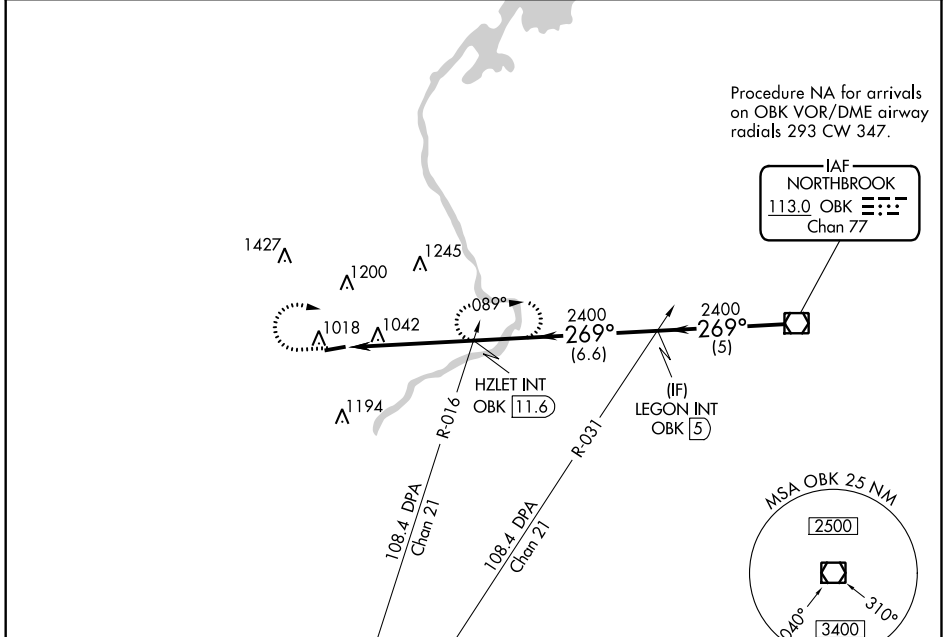 Procedure NA for arrivals
on OBK VOR/DME airway
radials 293 CW 347.
IAF
NORTHBROOK
113.0 OBK
Chan 77
1427
1200
1245
1018
1042
1194
089°
2400
269°
(6.6)
2400
269°
(5)
HZLET INT
OBK 11.6
(IF)
LEGON INT
OBK 5
R-016
108.4 DPA
Chan 21
R-031
108.4 DPA
Chan 21
MSA OBK 25 NM
2500
040°
310°
3400